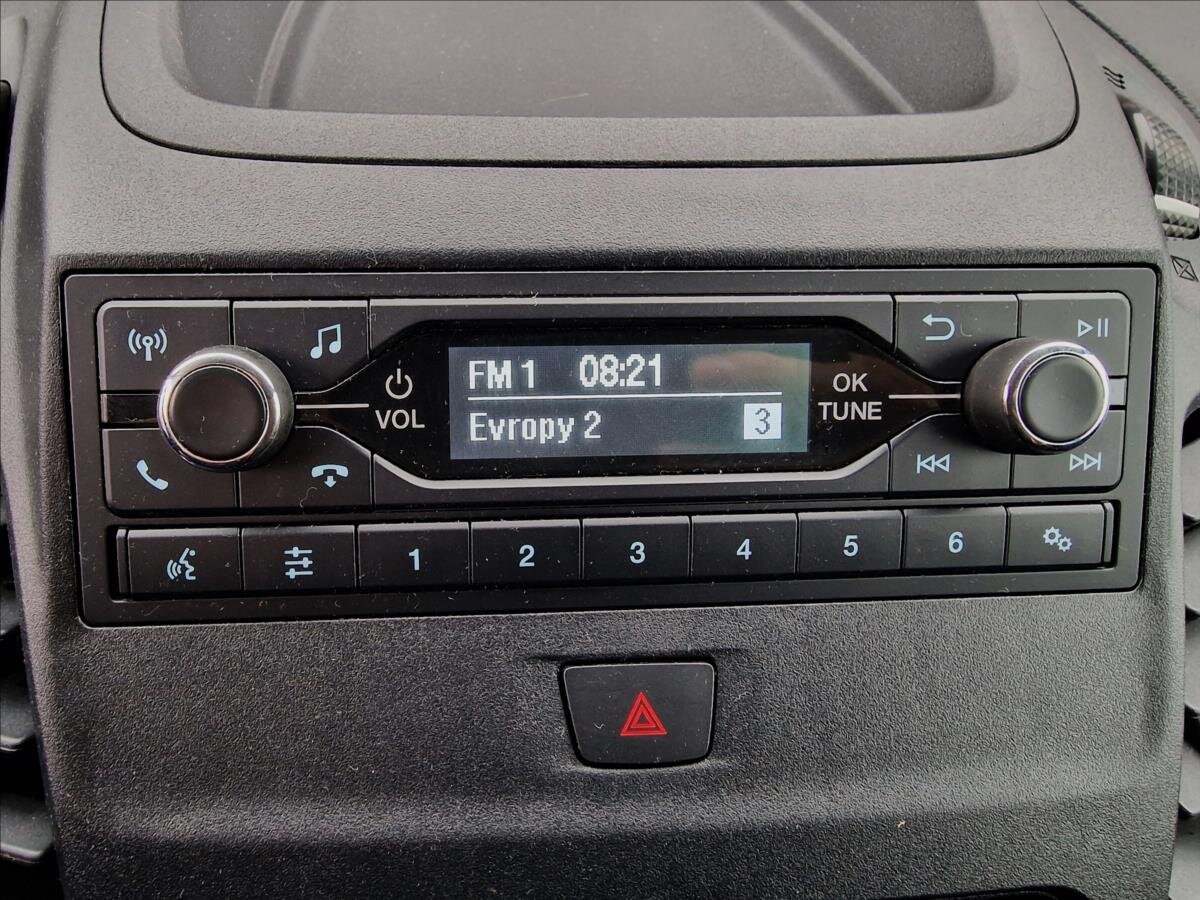 FM 1 08:21
Evropy 2 3
VOL
OK
TUNE
1 2 3 4 5 6